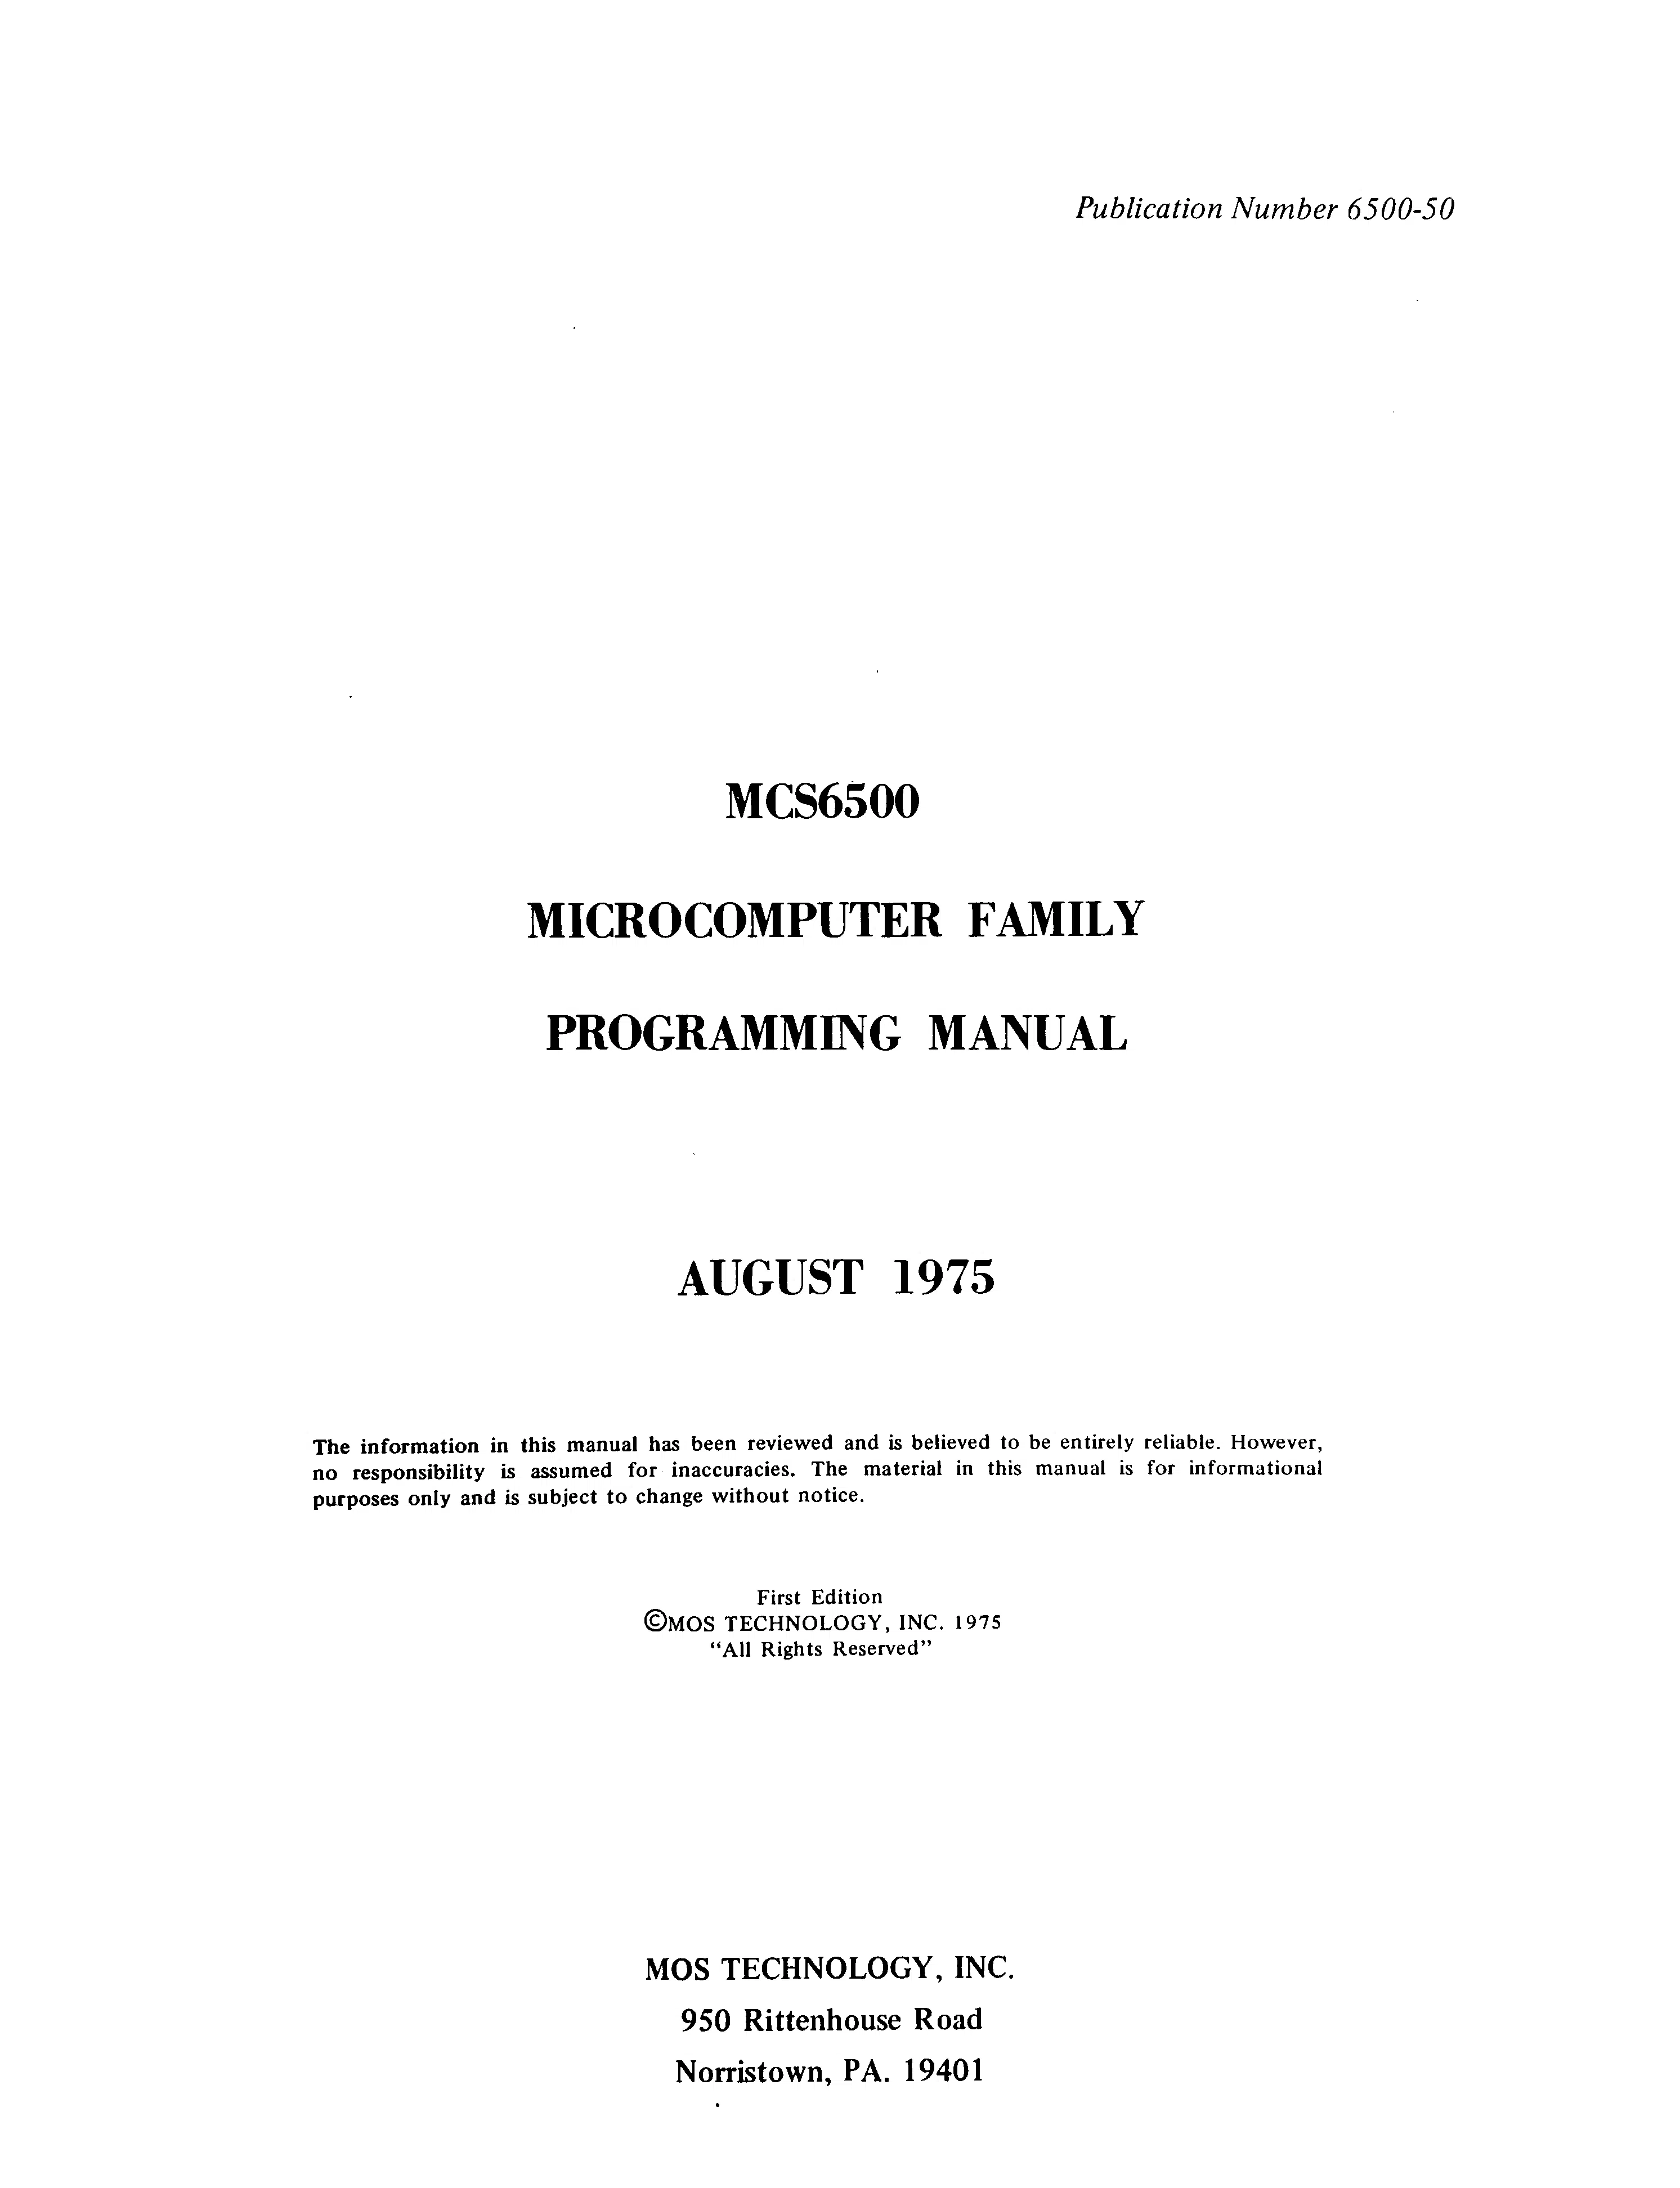 Publication Number 6500-50
MCS6500
MICROCOMPUTER FAMILY
PROGRAMMING MANUAL
AUGUST 1975
The information in this manual has been reviewed and is believed to be entirely reliable. However,
no responsibility is assumed for inaccuracies. The material in this manual is for informational
purposes only and is subject to change without notice.
First Edition
©MOS TECHNOLOGY, INC. 1975
“All Rights Reserved”
MOS TECHNOLOGY, INC.
950 Rittenhouse Road
Norristown, PA. 19401